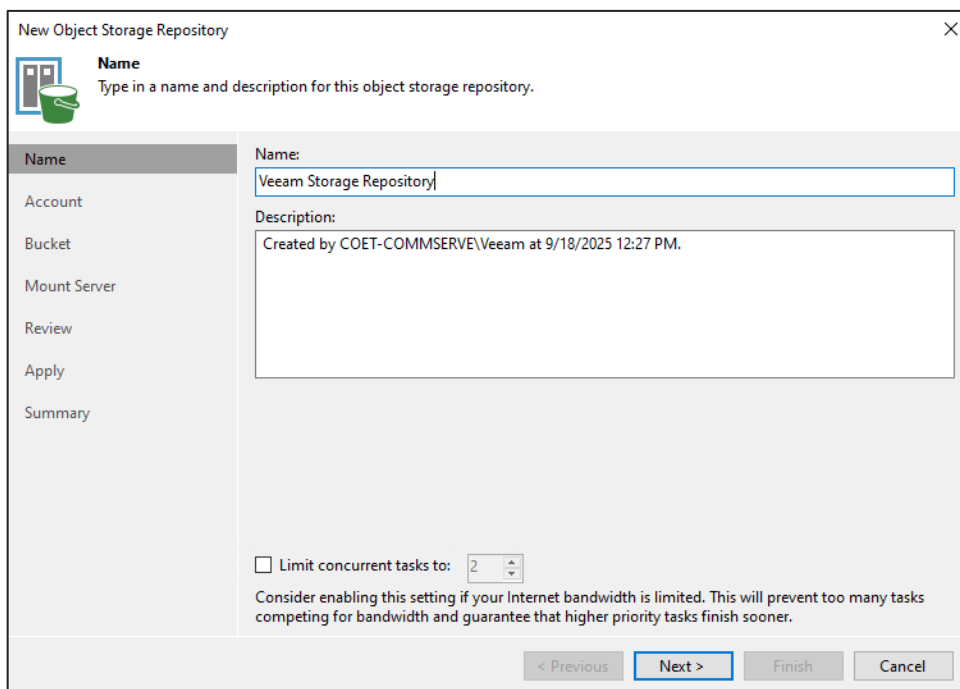 New Object Storage Repository
Name
Type in a name and description for this object storage repository.
Name
Account
Bucket
Mount Server
Review
Apply
Summary
Name:
Veeam Storage Repository
Description:
Created by COET-COMMSERVE\Veeam at 9/18/2025 12:27 PM.
Limit concurrent tasks to: 2
Consider enabling this setting if your Internet bandwidth is limited. This will prevent too many tasks
competing for bandwidth and guarantee that higher priority tasks finish sooner.
< Previous Next > Finish Cancel